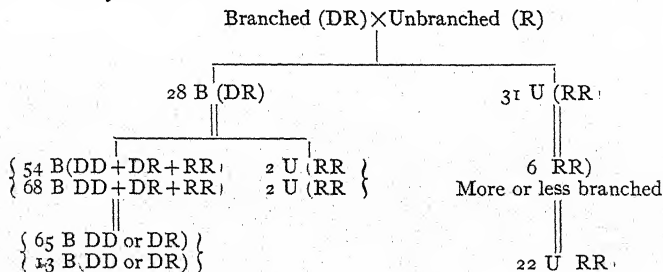 Branched (DR)×Unbranched (R)
28 B (DR) 31 U (RR)
{ 54 B(DD+DR+RR) 2 U (RR } 6 RR)
{ 68 B DD+DR+RR) 2 U (RR } More or less branched
{ 65 B DD or DR) }
{ 13 B(DD or DR) } 22 U RR